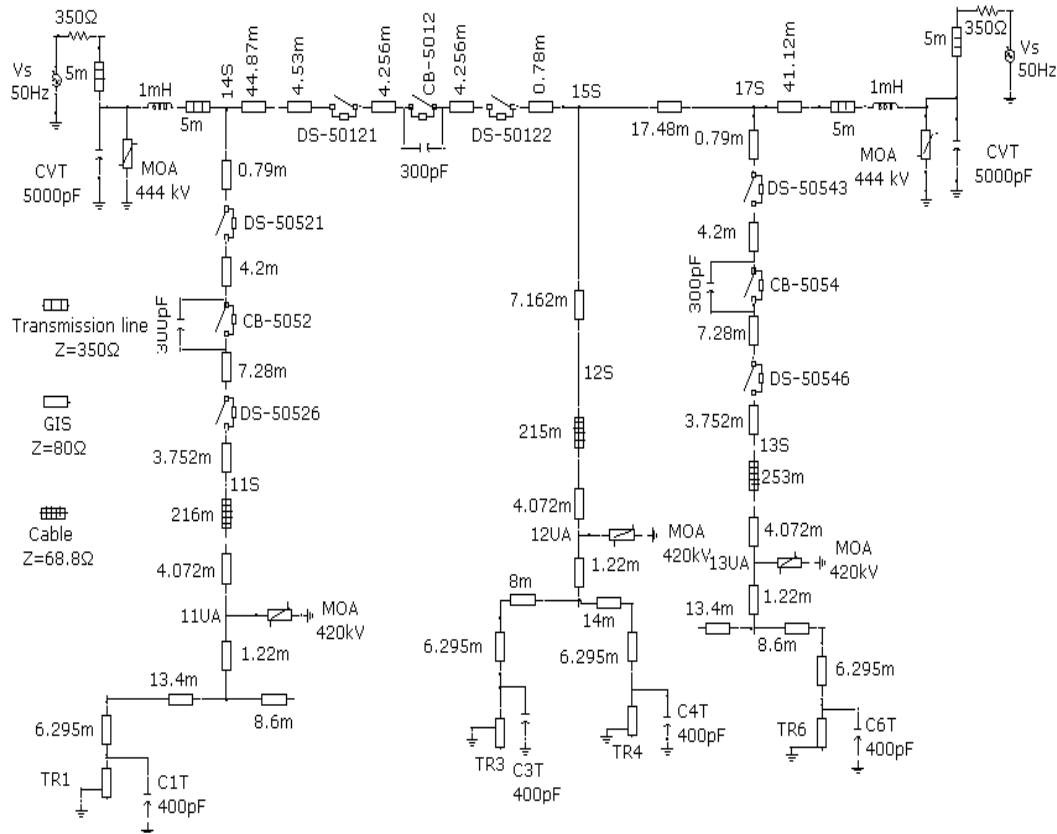 350Ω
Vs
50Hz
5m
1mH
5m
CVT
5000pF
MOA
444 kV
14S
44.87m
4.53m
DS-50121
4.256m
CB-5012
300pF
4.256m
DS-50122
0.78m
15S
17.48m
17S
41.12m
5m
1mH
5m
350Ω
Vs
50Hz
MOA
444 kV
CVT
5000pF
0.79m
DS-50521
4.2m
300pF
CB-5052
7.28m
DS-50526
3.752m
11S
216m
4.072m
11UA
MOA
420kV
1.22m
13.4m
8.6m
6.295m
TR1
C1T
400pF
Transmission line
Z=350Ω
GIS
Z=80Ω
Cable
Z=68.8Ω
7.162m
12S
215m
4.072m
12UA
MOA
420kV
1.22m
8m
14m
6.295m
6.295m
TR3
C3T
400pF
TR4
C4T
400pF
0.79m
DS-50543
4.2m
300pF
CB-5054
7.28m
DS-50546
3.752m
13S
253m
4.072m
13UA
MOA
420kV
1.22m
13.4m
8.6m
6.295m
TR6
C6T
400pF